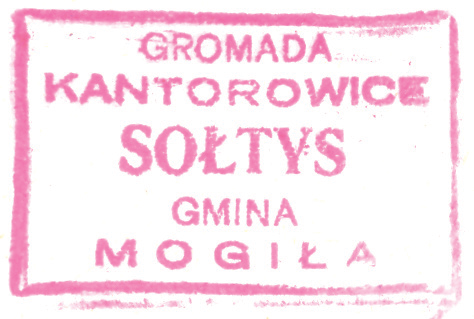 GROMADA
KANTOROWICE
SOŁTYS
GMINA
MOGIŁA